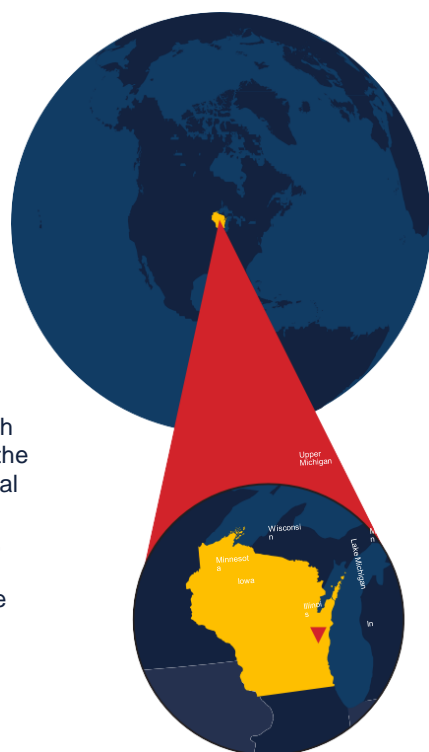 h
the
al
e
Upper
Michigan
Wisconsi
n
M
n
Lake Michigan
Minnesot
a
Iowa
Illinoi
s
In